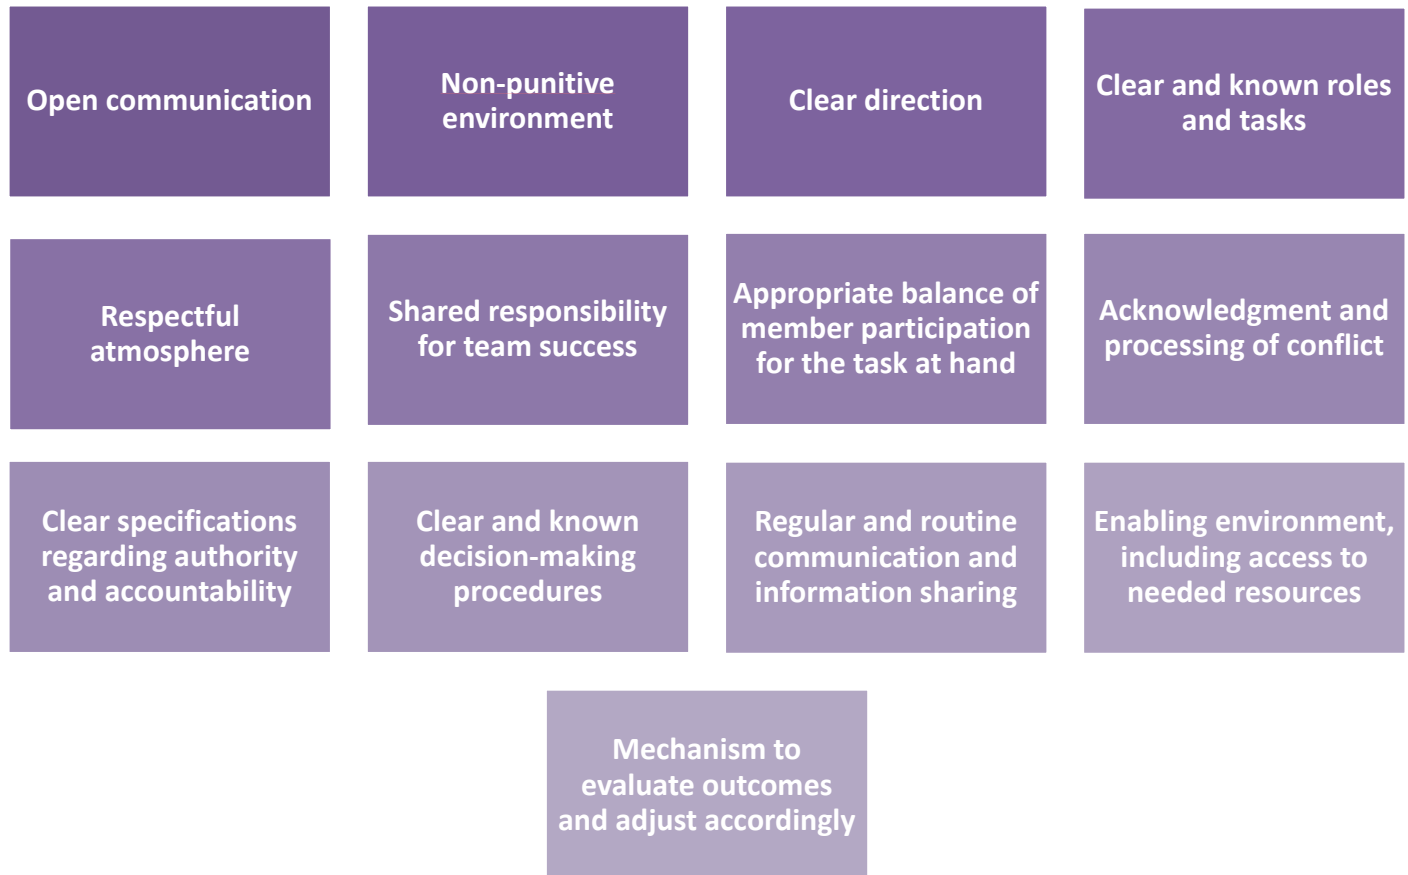 Open communication
Non-punitive
environment
Clear direction
Clear and known roles
and tasks
Respectful
atmosphere
Shared responsibility
for team success
Appropriate balance of
member participation
for the task at hand
Acknowledgment and
processing of conflict
Clear specifications
regarding authority
and accountability
Clear and known
decision-making
procedures
Regular and routine
communication and
information sharing
Enabling environment,
including access to
needed resources
Mechanism to
evaluate outcomes
and adjust accordingly